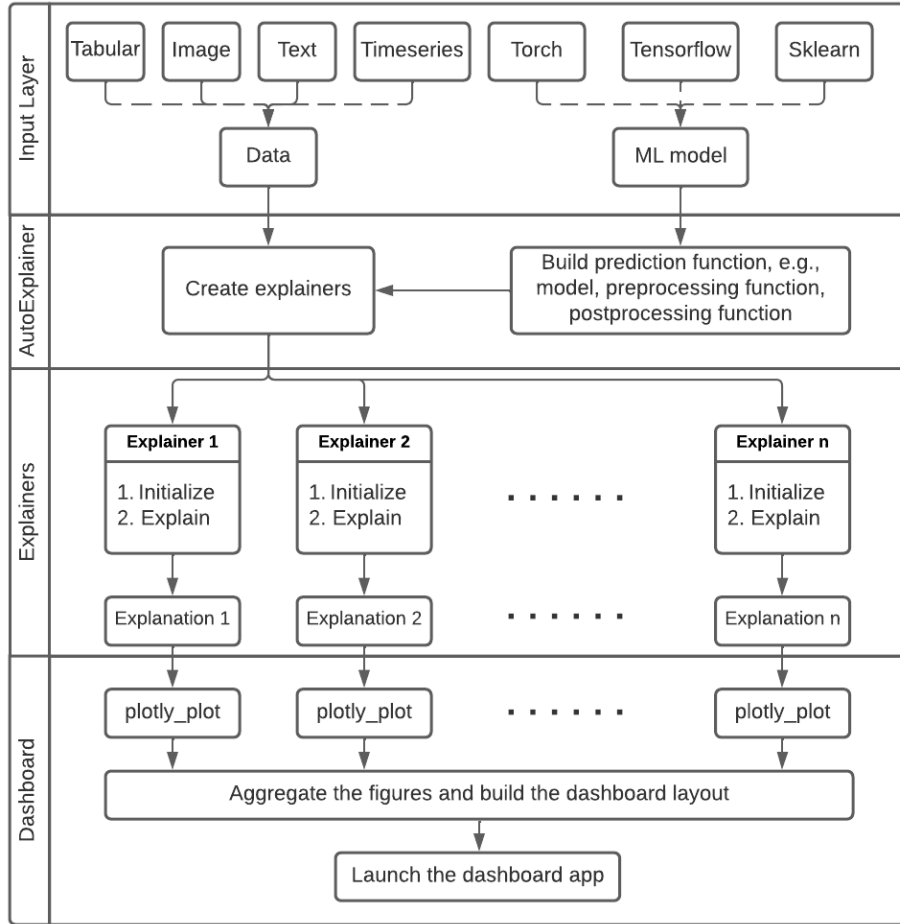 Input Layer
Tabular
Image
Text
Timeseries
Torch
Tensorflow
Sklearn
Data
ML model
AutoExplainer
Create explainers
Build prediction function, e.g.,
model, preprocessing function,
postprocessing function
Explainers
Explainer 1
1. Initialize
2. Explain
Explainer 2
1. Initialize
2. Explain
Explainer n
1. Initialize
2. Explain
Explanation 1
Explanation 2
Explanation n
Dashboard
plotly_plot
plotly_plot
plotly_plot
Aggregate the figures and build the dashboard layout
Launch the dashboard app